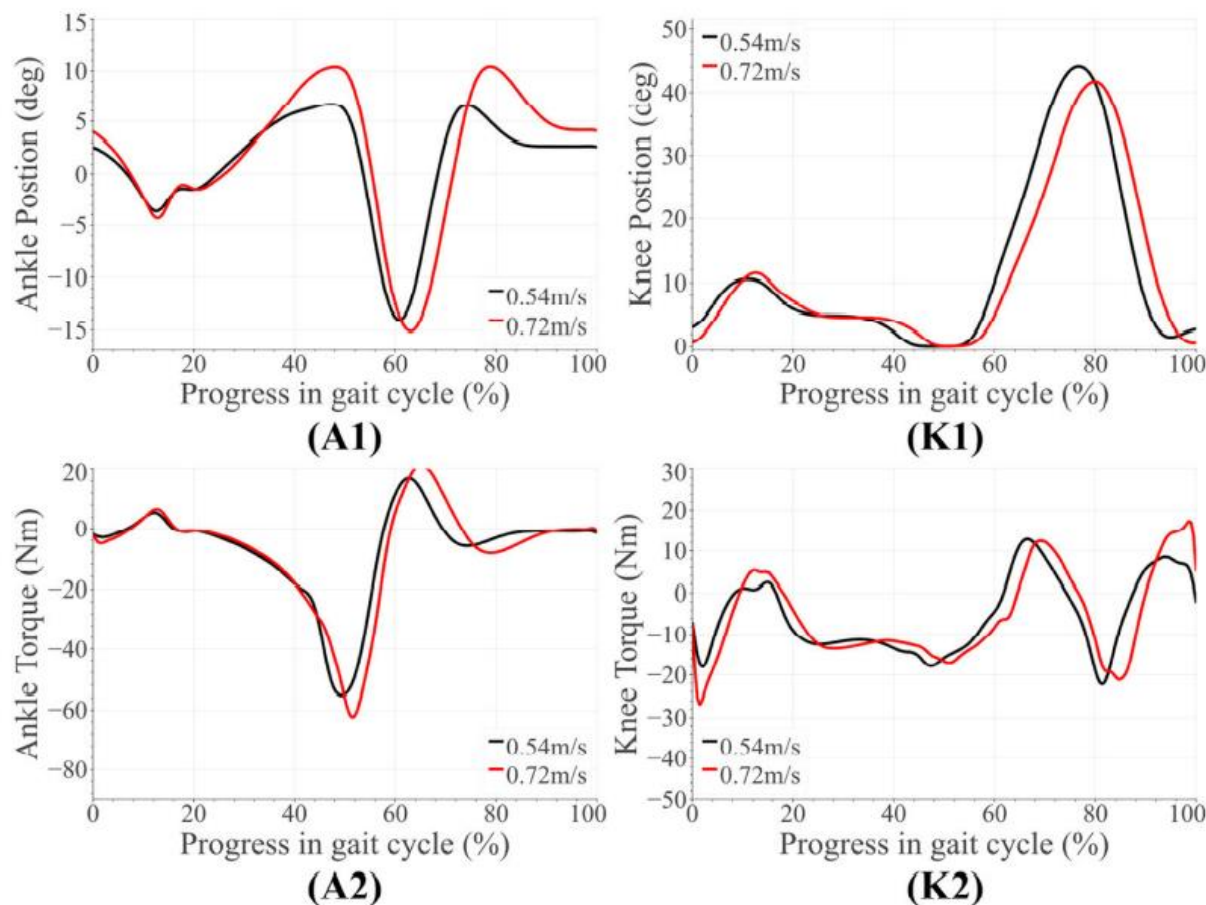 15
10
5
0
−5
−10
−15
Ankle Postion (deg)
0.54m/s
0.72m/s
0 20 40 60 80 100
Progress in gait cycle (%)
(A1)
50
40
30
20
10
0
Knee Postion (deg)
0.54m/s
0.72m/s
0 20 40 60 80 100
Progress in gait cycle (%)
(K1)
20
0
−20
−40
−60
−80
Ankle Torque (Nm)
0.54m/s
0.72m/s
0 20 40 60 80 100
Progress in gait cycle (%)
(A2)
30
20
10
0
−10
−20
−30
−50
Knee Torque (Nm)
0.54m/s
0.72m/s
0 20 40 60 80 100
Progress in gait cycle (%)
(K2)